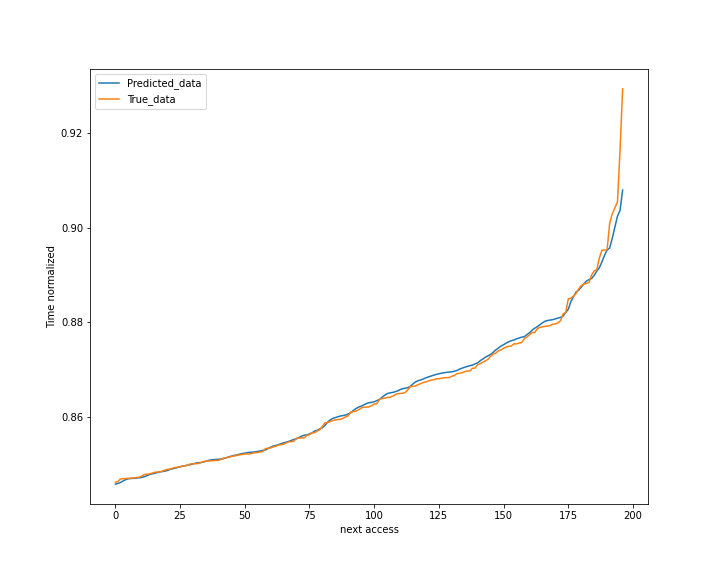 Predicted_data
True_data
0.92
0.90
0.88
0.86
Time normalized
0 25 50 75 100 125 150 175 200
next access